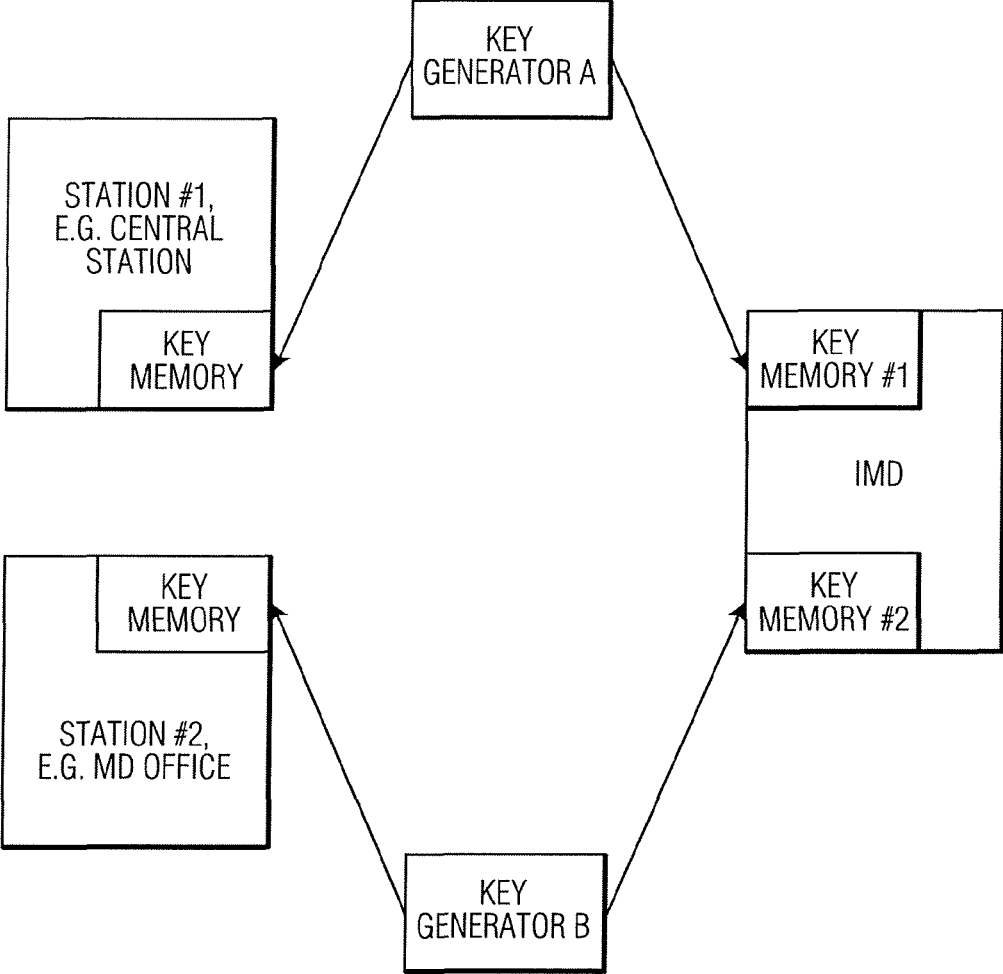 KEY
GENERATOR A
STATION #1,
E.G. CENTRAL
STATION
KEY
MEMORY
KEY
MEMORY #1
IMD
KEY
MEMORY #2
KEY
MEMORY
STATION #2,
E.G. MD OFFICE
KEY
GENERATOR B